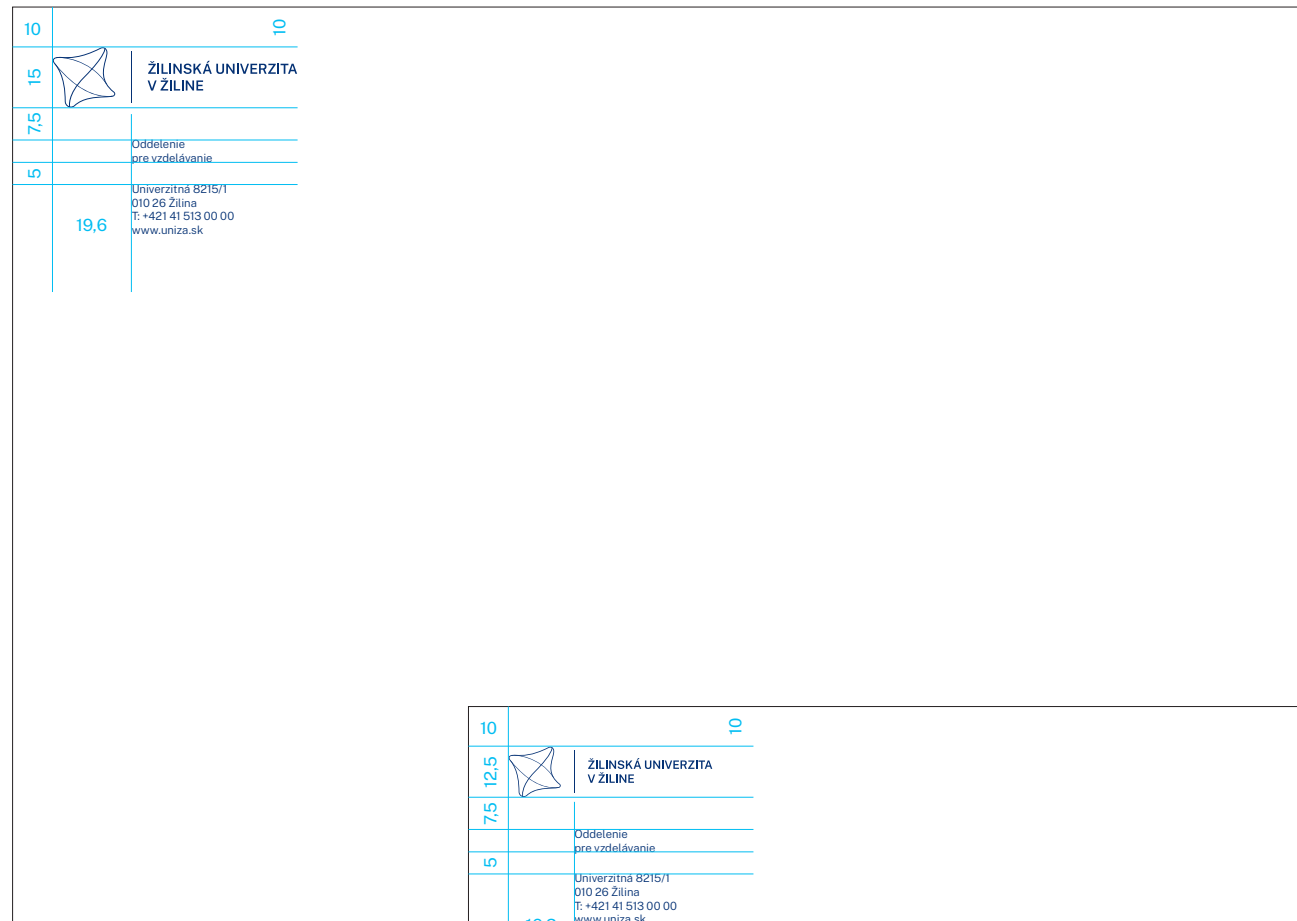 10
10
15
ŽILINSKÁ UNIVERZITA
V ŽILINE
7,5
Oddelenie
pre vzdelávanie
5
Univerzitná 8215/1
010 26 Žilina
T: +421 41 513 00 00
www.uniza.sk
19,6
10
10
12,5
ŽILINSKÁ UNIVERZITA
V ŽILINE
7,5
Oddelenie
pre vzdelávanie
5
Univerzitná 8215/1
010 26 Žilina
T: +421 41 513 00 00
www.uniza.sk